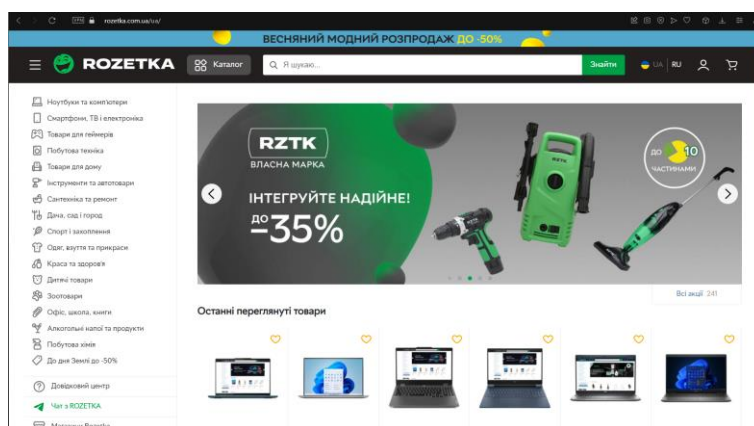 VPN
rozetka.com.ua/ua/
ВЕСНЯНИЙ МОДНИЙ РОЗПРОДАЖ ДО -50%
ROZETKA
Каталог
Я шукаю...
Знайти
UA
RU
Ноутбуки та комп'ютери
Смартфони, ТВ і електроніка
Товари для геймерів
Побутова техніка
Товари для дому
Інструменти та автотовари
Сантехніка та ремонт
Дача, сад і город
Спорт і захоплення
Одяг, взуття та прикраси
Краса та здоров'я
Дитячі товари
Зоотовари
Офіс, школа, книги
Алкогольні напої та продукти
Побутова хімія
До дня Землі до -50%
Довідковий центр
Чат з ROZETKA
Магазини Rozetka
RZTK
ВЛАСНА МАРКА
ІНТЕГРУЙТЕ НАДІЙНЕ!
ДО
-35%
RZTK
ДО 10
ЧАСТИНАМИ
Всі акції 241
Останні переглянуті товари